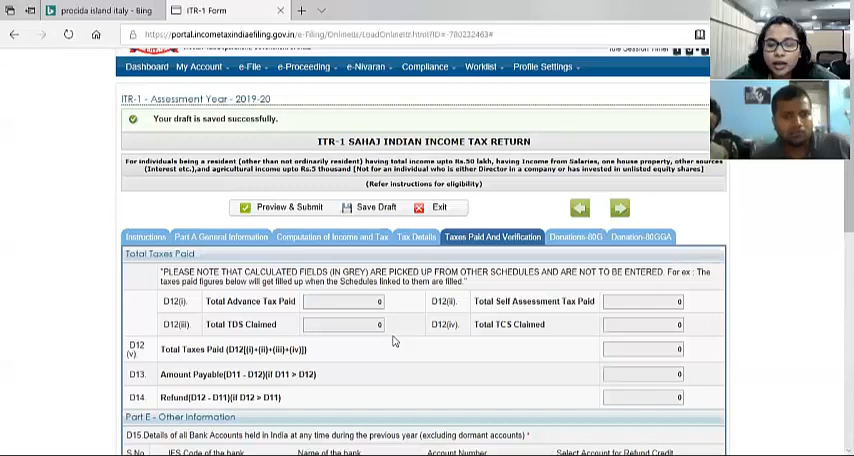 procida island italy - Bing
ITR-1 Form
https://portal.incometaxindiaefiling.gov.in/e-Filing/OnlineItr/LoadOnlineItr.html?ID=-780232463#
Idle Session Timer
Dashboard My Account e-File e-Proceeding e-Nivaran Compliance Worklist Profile Settings
ITR-1 - Assessment Year - 2019-20
Your draft is saved successfully.
ITR-1 SAHAJ INDIAN INCOME TAX RETURN
For individuals being a resident (other than not ordinarily resident) having total income upto Rs.50 lakh, having Income from Salaries, one house property, other sources
(Interest etc.),and agricultural income upto Rs.5 thousand [Not for an individual who is either Director in a company or has invested in unlisted equity shares]
(Refer instructions for eligibility)
Preview & Submit Save Draft Exit
Instructions Part A General Information Computation of Income and Tax Tax Details Taxes Paid And Verification Donations-80G Donation-80GGA
Total Taxes Paid
"PLEASE NOTE THAT CALCULATED FIELDS (IN GREY) ARE PICKED UP FROM OTHER SCHEDULES AND ARE NOT TO BE ENTERED. For ex : The
taxes paid figures below will get filled up when the Schedules linked to them are filled."
D12(i). Total Advance Tax Paid 0 D12(ii). Total Self Assessment Tax Paid 0
D12(iii). Total TDS Claimed 0 D12(iv). Total TCS Claimed 0
D12
(v). Total Taxes Paid (D12[(i)+(ii)+(iii)+(iv)]) 0
D13. Amount Payable(D11 - D12)(if D11 > D12) 0
D14. Refund(D12 - D11)(if D12 > D11) 0
Part E - Other Information
D15.Details of all Bank Accounts held in India at any time during the previous year (excluding dormant accounts) *
S.No. IFS Code of the bank Name of the bank Account Number Select Account for Refund Credit